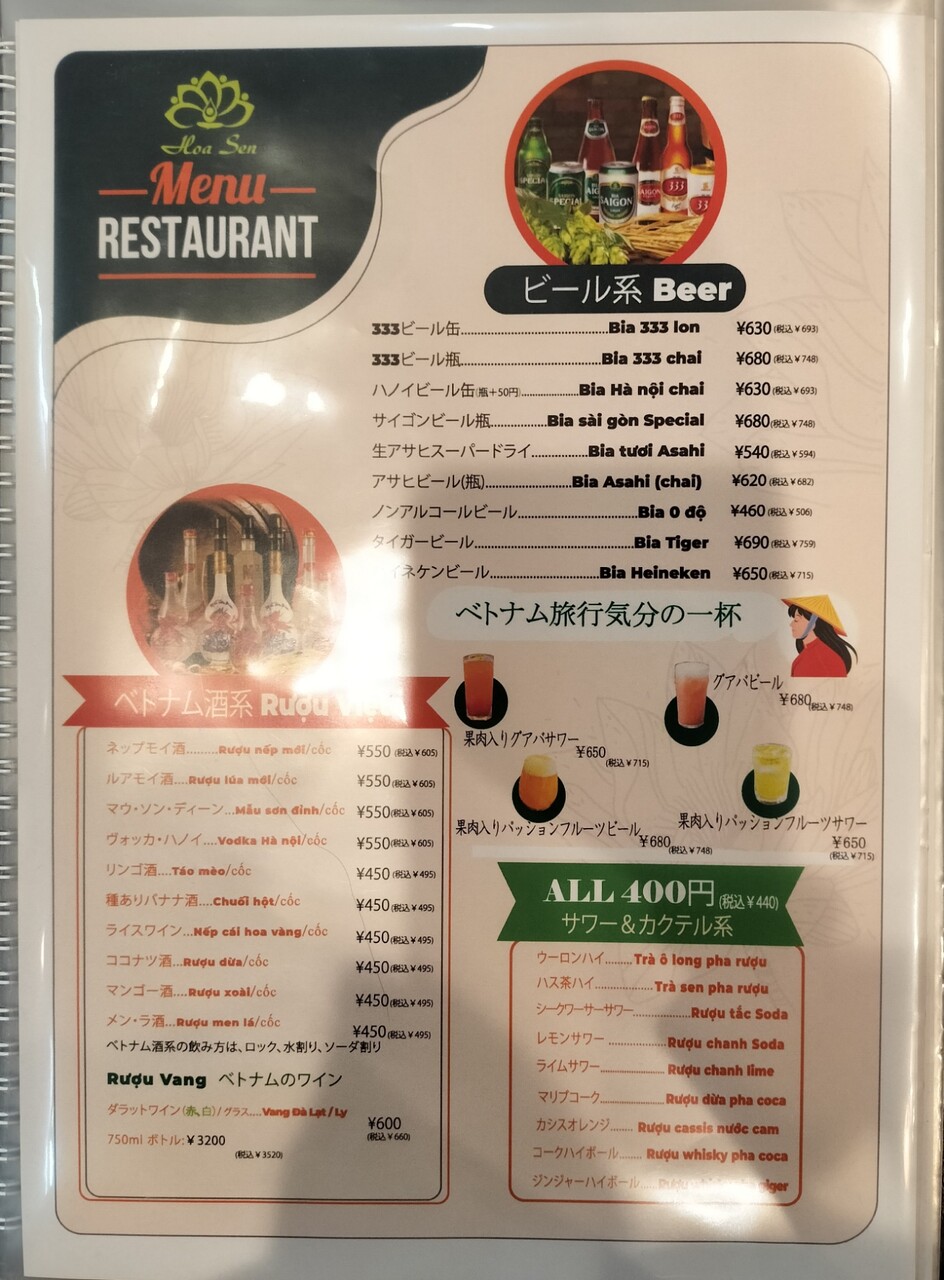 Hoa Sen
Menu
RESTAURANT
ビール系 Beer
333ビール缶..............................Bia 333 lon ¥630(税込¥693)
333ビール瓶..............................Bia 333 chai ¥680(税込¥748)
ハノイビール缶(瓶+50円)....................Bia Hà nội chai ¥630(税込¥693)
サイゴンビール瓶...............Bia sài gòn Special ¥680(税込¥748)
生アサヒスーパードライ..............Bia tươi Asahi ¥540(税込¥594)
アサヒビール(瓶)......................Bia Asahi (chai) ¥620(税込¥682)
ノンアルコールビール..............................Bia 0 độ ¥460(税込¥506)
タイガービール........................................Bia Tiger ¥690(税込¥759)
イネケンビール............................Bia Heineken ¥650(税込¥715)
ベトナム旅行気分の一杯
グアバビール
¥680(税込¥748)
果肉入りグアバサワー
¥650
(税込¥715)
果肉入りパッションフルーツビール
¥680(税込¥748)
果肉入りパッションフルーツサワー
¥650
(税込¥715)
SPECIAL
SAIGON
333
ベトナム酒系 Rượu
ネップモイ酒.........Rượu nếp mới/cốc ¥550(税込¥605)
ルアモイ酒....Rượu lúa mới/cốc ¥550(税込¥605)
マウ・ソン・ディーン...Mẫu sơn đinh/cốc ¥550(税込¥605)
ヴォッカ・ハノイ....Vodka Hà nội/cốc ¥550(税込¥605)
リンゴ酒....Táo mèo/cốc ¥450(税込¥495)
種ありバナナ酒....Chuối hột/cốc ¥450(税込¥495)
ライスワイン...Nếp cái hoa vàng/cốc ¥450(税込¥495)
ココナツ酒...Rượu dừa/cốc ¥450(税込¥495)
マンゴー酒....Rượu xoài/cốc ¥450(税込¥495)
メン・ラ酒...Rượu men lá/cốc ¥450(税込¥495)
ベトナム酒系の飲み方は、ロック、水割り、ソーダ割り
Rượu Vang ベトナムのワイン
ダラットワイン(赤、白)/グラス....Vang Đà Lạt / Ly ¥600
(税込¥660)
750ml ボトル:¥3200
(税込¥3520)
ALL 400円(税込¥440)
サワー＆カクテル系
ウーロンハイ.........Trà ô long pha rượu
ハス茶ハイ....................Trà sen pha rượu
シークワーサーサワー....................Rượu tắc Soda
レモンサワー ....................Rượu chanh Soda
ライムサワー....................Rượu chanh lime
マリブコーク....................Rượu dừa pha coca
カシスオレンジ........ Rượu cassis nước cam
コークハイボール........ Rượu whisky pha coca
ジンジャーハイボール....Rượu